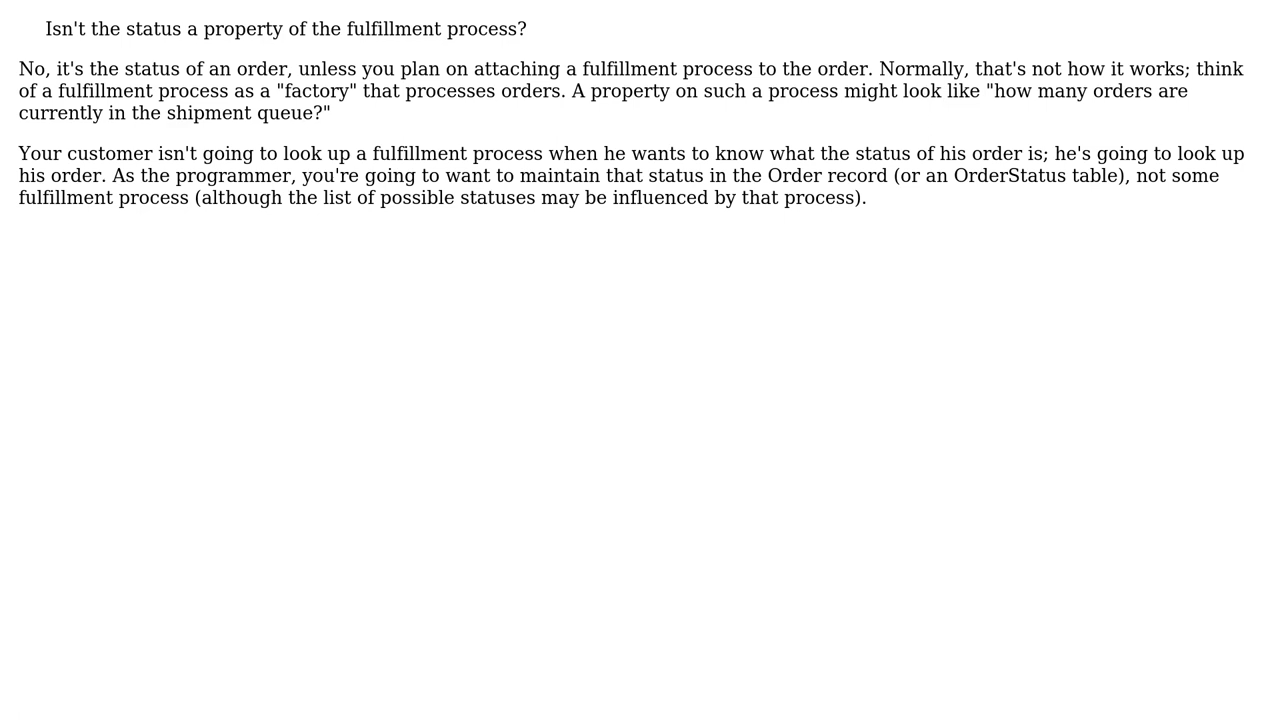 Isn't the status a property of the fulfillment process?
No, it's the status of an order, unless you plan on attaching a fulfillment process to the order. Normally, that's not how it works; think
of a fulfillment process as a "factory" that processes orders. A property on such a process might look like "how many orders are
currently in the shipment queue?"
Your customer isn't going to look up a fulfillment process when he wants to know what the status of his order is; he's going to look up
his order. As the programmer, you're going to want to maintain that status in the Order record (or an OrderStatus table), not some
fulfillment process (although the list of possible statuses may be influenced by that process).